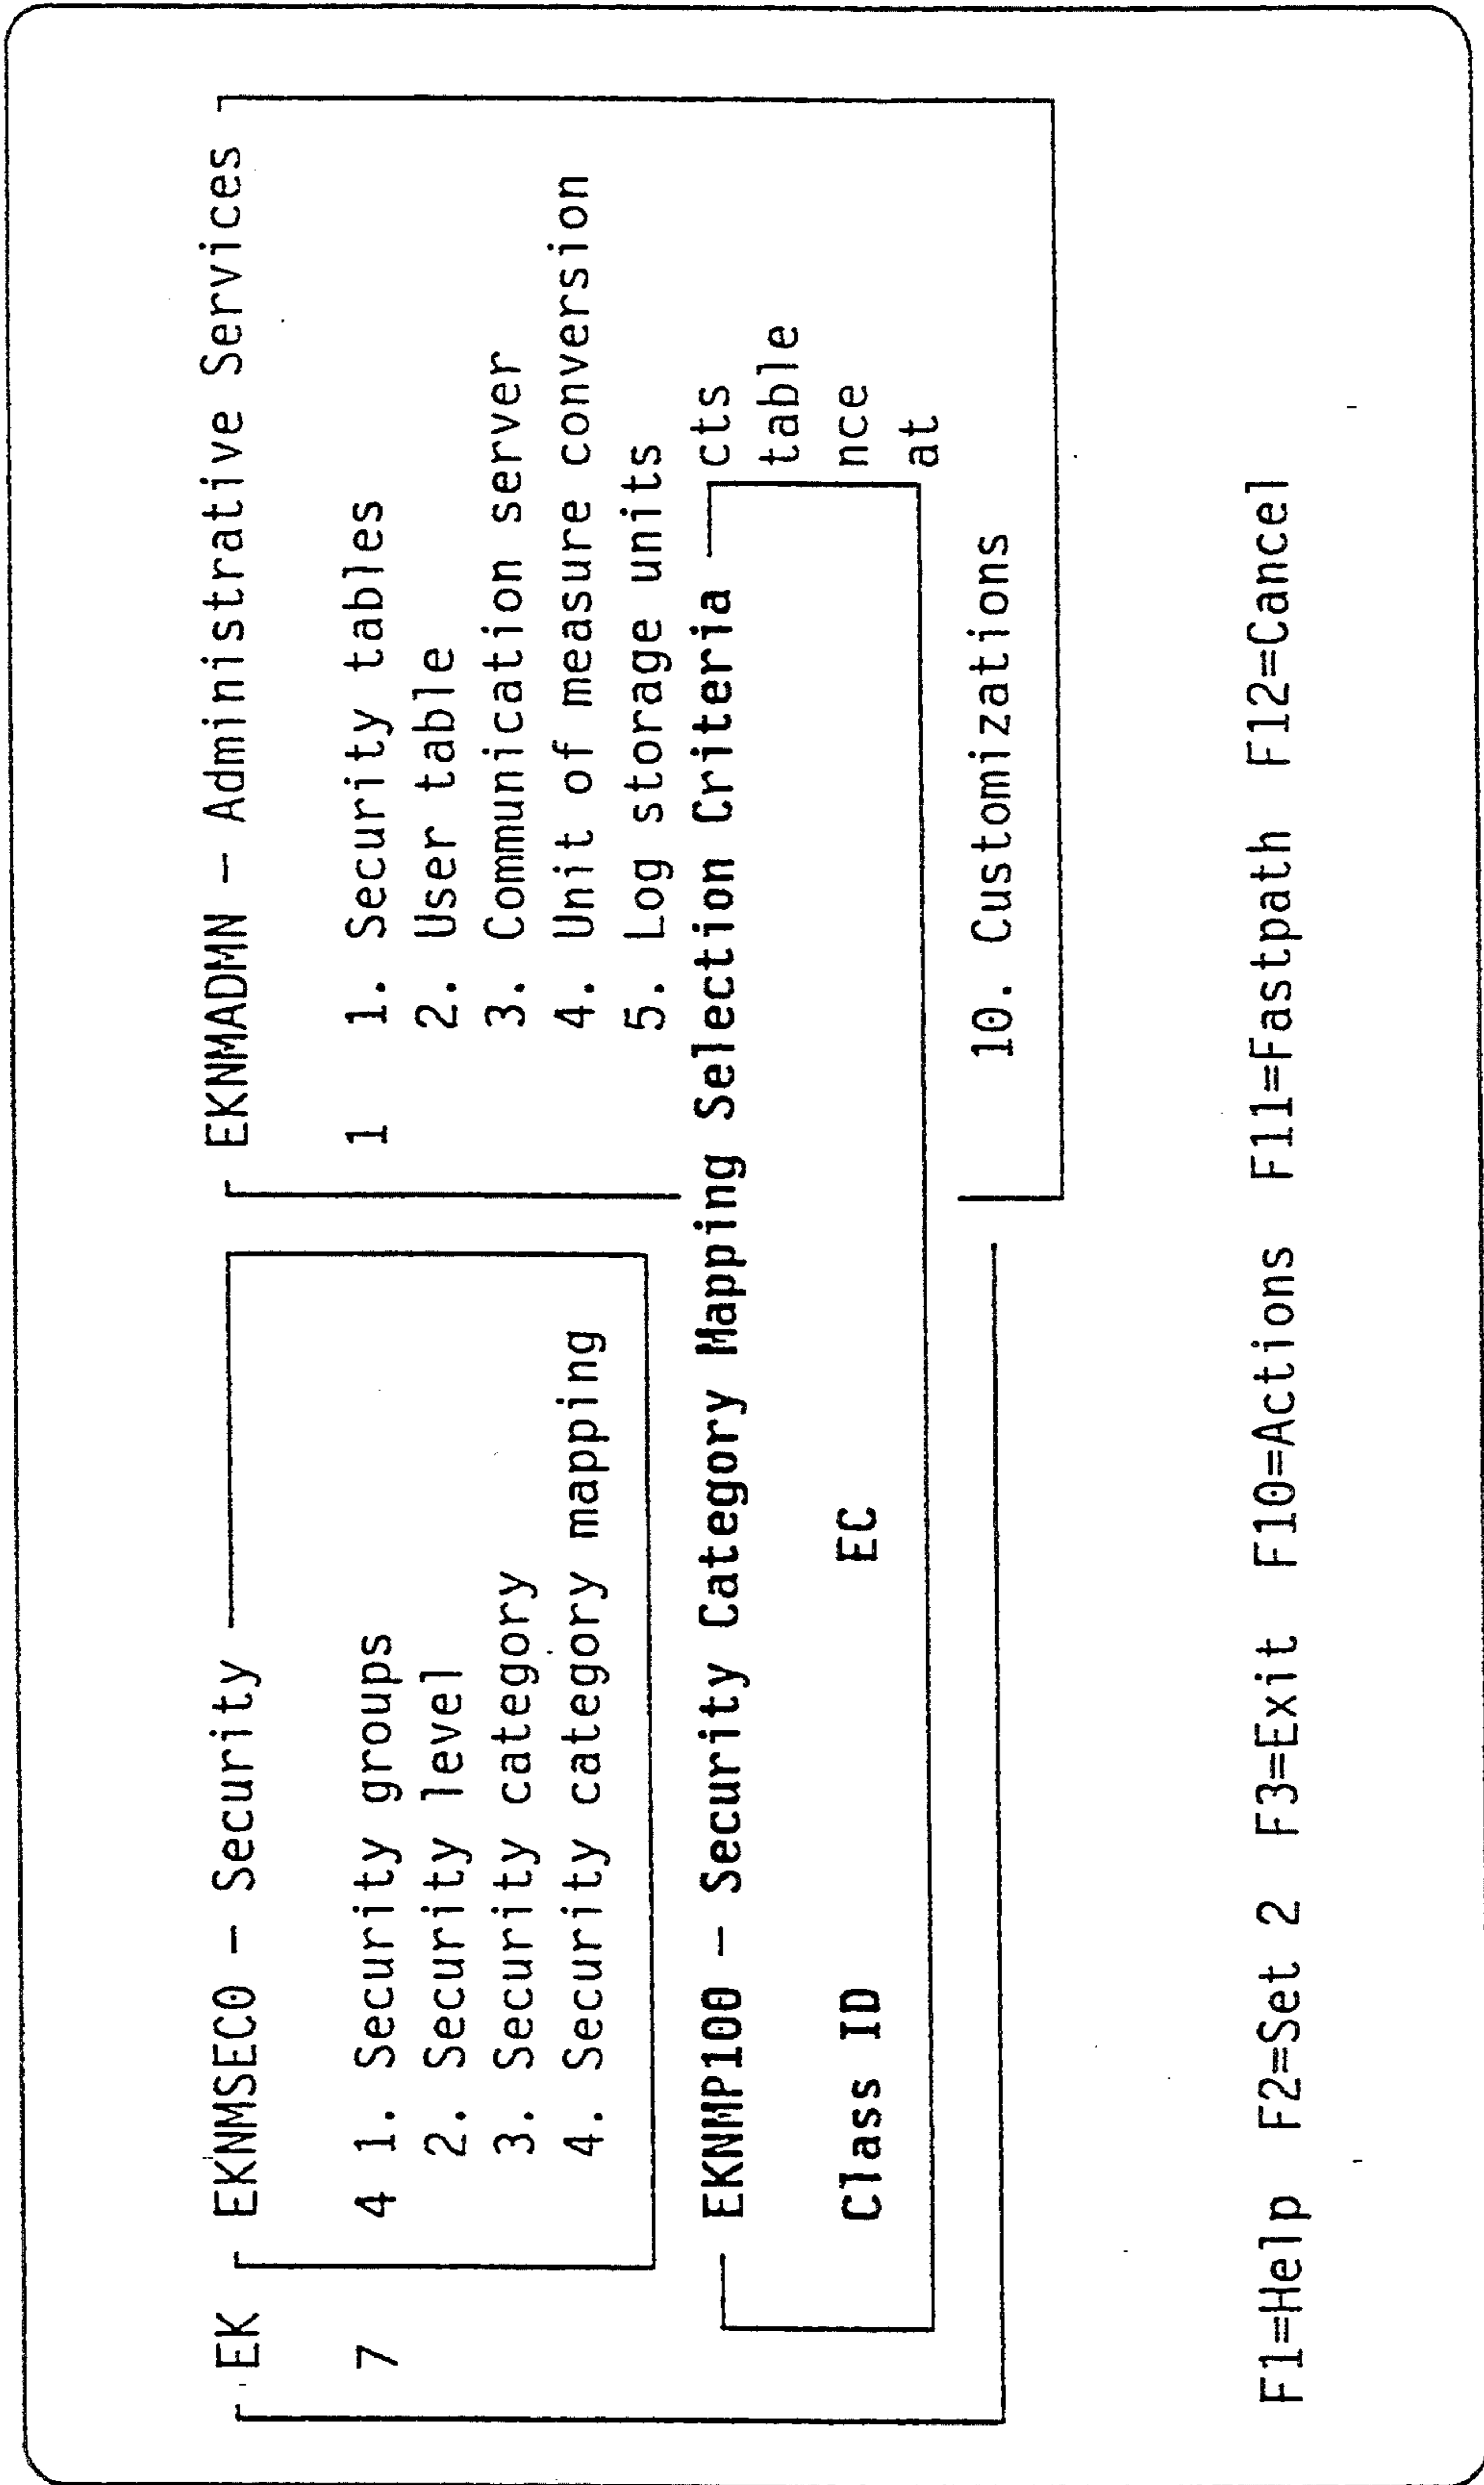 EK
EKNMSEC0 – Security
EKNMADMN – Administrative Services
7
4 1. Security groups
2. Security level
3. Security category
4. Security category mapping
1 1. Security tables
2. User table
3. Communication server
4. Unit of measure conversion
5. Log storage units
cts
table
nce
at
10. Customizations
EKNMP100 – Security Category Mapping Selection Criteria
Class ID EC
F1=Help F2=Set 2 F3=Exit F10=Actions F11=Fastpath F12=Cancel